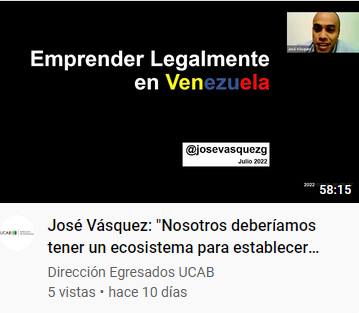 José Vásquez
Emprender Legalmente
en Venezuela
@josevasquezg
Julio 2022
2022
58:15
UCAB
José Vásquez: "Nosotros deberíamos
tener un ecosistema para establecer...
Dirección Egresados UCAB
5 vistas • hace 10 días